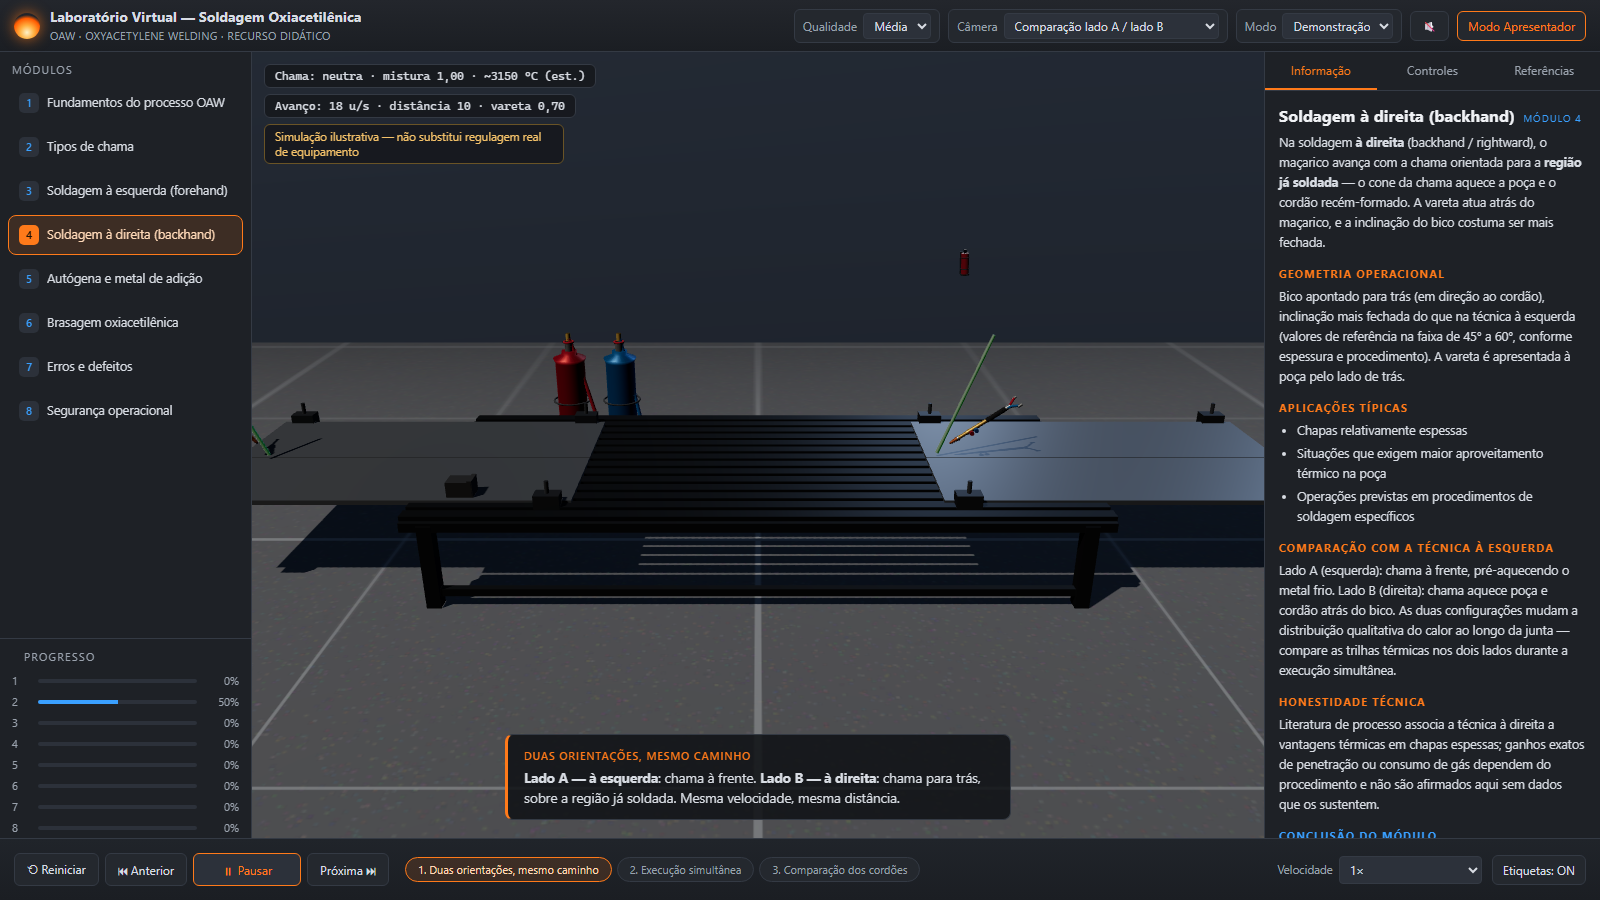 Laboratório Virtual — Soldagem Oxiacetilênica
OAW · OXYACETYLENE WELDING · RECURSO DIDÁTICO
Qualidade Média
Câmera Comparação lado A / lado B
Modo Demonstração
Modo Apresentador
MÓDULOS
1 Fundamentos do processo OAW
2 Tipos de chama
3 Soldagem à esquerda (forehand)
4 Soldagem à direita (backhand)
5 Autógena e metal de adição
6 Brasagem oxiacetilênica
7 Erros e defeitos
8 Segurança operacional
PROGRESSO
1 0%
2 50%
3 0%
4 0%
5 0%
6 0%
7 0%
8 0%
Chama: neutra · mistura 1,00 · ~3150 °C (est.)
Avanço: 18 u/s · distância 10 · vareta 0,70
Simulação ilustrativa — não substitui regulagem real
de equipamento
DUAS ORIENTAÇÕES, MESMO CAMINHO
Lado A — à esquerda: chama à frente. Lado B — à direita: chama para trás,
sobre a região já soldada. Mesma velocidade, mesma distância.
Informação Controles Referências
Soldagem à direita (backhand) MÓDULO 4
Na soldagem à direita (backhand / rightward), o
maçarico avança com a chama orientada para a região
já soldada — o cone da chama aquece a poça e o
cordão recém-formado. A vareta atua atrás do
maçarico, e a inclinação do bico costuma ser mais
fechada.
GEOMETRIA OPERACIONAL
Bico apontado para trás (em direção ao cordão),
inclinação mais fechada do que na técnica à esquerda
(valores de referência na faixa de 45° a 60°, conforme
espessura e procedimento). A vareta é apresentada à
poça pelo lado de trás.
APLICAÇÕES TÍPICAS
• Chapas relativamente espessas
• Situações que exigem maior aproveitamento
térmico na poça
• Operações previstas em procedimentos de
soldagem específicos
COMPARAÇÃO COM A TÉCNICA À ESQUERDA
Lado A (esquerda): chama à frente, pré-aquecendo o
metal frio. Lado B (direita): chama aquece poça e
cordão atrás do bico. As duas configurações mudam a
distribuição qualitativa do calor ao longo da junta —
compare as trilhas térmicas nos dois lados durante a
execução simultânea.
HONESTIDADE TÉCNICA
Literatura de processo associa a técnica à direita a
vantagens térmicas em chapas espessas; ganhos exatos
de penetração ou consumo de gás dependem do
procedimento e não são afirmados aqui sem dados
que os sustentem.
CONCLUSÃO DO MÓDULO
Reiniciar
Anterior
Pausar
Próxima
1. Duas orientações, mesmo caminho
2. Execução simultânea
3. Comparação dos cordões
Velocidade 1×
Etiquetas: ON